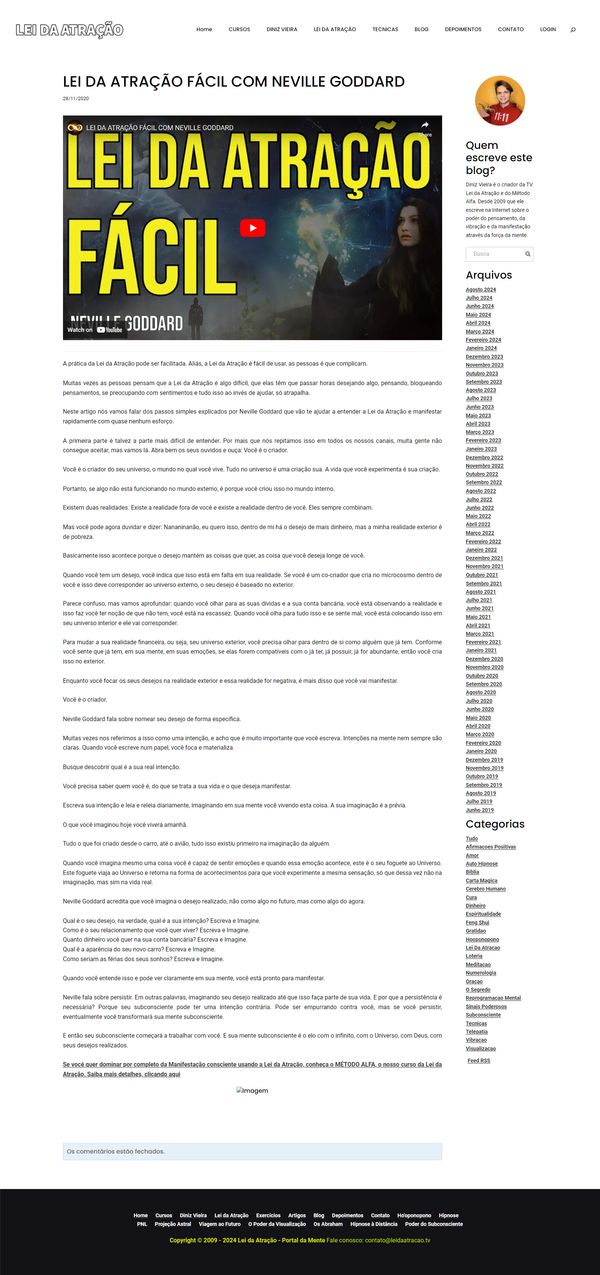 LEI DA ATRAÇÃO
Home CURSOS DINIZ VIEIRA LEI DA ATRAÇÃO TECNICAS BLOG DEPOIMENTOS CONTATO LOGIN
LEI DA ATRAÇÃO FÁCIL COM NEVILLE GODDARD
28/11/2020
LEI DA ATRAÇÃO FÁCIL COM NEVILLE GODDARD
Share
LEI DA ATRAÇÃO
FÁCIL
NEVILLE GODDARD
Watch on YouTube
A prática da Lei da Atração pode ser facilitada. Aliás, a Lei da Atração é fácil de usar, as pessoas é que complicam.
Muitas vezes as pessoas pensam que a Lei da Atração é algo difícil, que elas têm que passar horas desejando algo, pensando, bloqueando
pensamentos, se preocupando com sentimentos e tudo isso ao invés de ajudar, só atrapalha.
Neste artigo nós vamos falar dos passos simples explicados por Neville Goddard que vão te ajudar a entender a Lei da Atração e manifestar
rapidamente com quase nenhum esforço.
A primeira parte é talvez a parte mais difícil de entender. Por mais que nós repitamos isso em todos os nossos canais, muita gente não
consegue aceitar, mas vamos lá. Abra bem os seus ouvidos e ouça: Você é o criador.
Você é o criador do seu universo, o mundo no qual você vive. Tudo no universo é uma criação sua. A vida que você experimenta é sua criação.
Portanto, se algo não está funcionando no mundo externo, é porque você criou isso no mundo interno.
Existem duas realidades: Existe a realidade fora de você e existe a realidade dentro de você. Eles sempre combinam.
Mas você pode agora duvidar e dizer: Nananinanão, eu quero isso, dentro de mi há o desejo de mais dinheiro, mas a minha realidade exterior é
de pobreza.
Basicamente isso acontece porque o desejo mantém as coisas que quer, as coisa que você deseja longe de você.
Quando você tem um desejo, você indica que isso está em falta em sua realidade. Se você é um co-criador que cria no microcosmo dentro de
você e isso deve corresponder ao universo externo, o seu desejo é baseado no exterior.
Parece confuso, mas vamos aprofundar: quando você olhar para as suas dívidas e a sua conta bancária, você está observando a realidade e
isso faz você ter noção de que não tem, você está na escassez. Quando você olha para tudo isso e se sente mal, você está colocando isso em
seu universo interior e ele vai corresponder.
Para mudar a sua realidade financeira, ou seja, seu universo exterior, você precisa olhar para dentro de si como alguém que já tem. Conforme
você sente que já tem, em sua mente, em suas emoções, se elas forem compatíveis com o já ter, já possuir, já for abundante, então você cria
isso no exterior.
Enquanto você focar os seus desejos na realidade exterior e essa realidade for negativa, é mais disso que você vai manifestar.
Você é o criador.
Neville Goddard fala sobre nomear seu desejo de forma específica.
Muitas vezes nos referimos a isso como uma intenção, e acho que é muito importante que você escreva. Intenções na mente nem sempre são
claras. Quando você escreve num papel, você foca e materializa.
Busque descobrir qual é a sua real intenção.
Você precisa saber quem você é, do que se trata a sua vida e o que deseja manifestar.
Escreva sua intenção e leia e releia diariamente, imaginando em sua mente você vivendo esta coisa. A sua imaginação é a prévia.
O que você imaginou hoje você viverá amanhã.
Tudo o que foi criado desde o carro, até o avião, tudo isso existiu primeiro na imaginação da alguém.
Quando você imagina mesmo uma coisa você é capaz de sentir emoções e quando essa emoção acontece, este é o seu foguete ao Universo.
Este foguete viaja ao Universo e retorna na forma de acontecimentos para que você experimente a mesma sensação, só que dessa vez não na
imaginação, mas sim na vida real.
Neville Goddard acredita que você imagina o desejo realizado, não como algo no futuro, mas como algo do agora.
Qual é o seu desejo, na verdade, qual é a sua intenção? Escreva e Imagine.
Como é o seu relacionamento que você quer viver? Escreva e Imagine.
Quanto dinheiro você quer na sua conta bancária? Escreva e Imagine.
Qual é a aparência do seu novo carro? Escreva e Imagine.
Como seriam as férias dos seus sonhos? Escreva e Imagine.
Quando você entende isso e pode ver claramente em sua mente, você está pronto para manifestar.
Neville fala sobre persistir. Em outras palavras, imaginando seu desejo realizado até que isso faça parte de sua vida. E por que a persistência é
necessária? Porque seu subconsciente pode ter uma intenção contrária. Pode ser empurrando contra você, mas se você persistir,
eventualmente você transformará sua mente subconsciente.
E então seu subconsciente começará a trabalhar com você. E sua mente subconsciente é o elo com o infinito, com o Universo, com Deus, com
seus desejos realizados.
Se você quer dominar por completo da Manifestação consciente usando a Lei da Atração, conheça o MÉTODO ALFA, o nosso curso da Lei da
Atração. Saiba mais detalhes, clicando aqui
Imagem
Os comentários estão fechados.
11:11
Quem
escreve este
blog?
Diniz Vieira é o criador da TV
Lei da Atração e do Método
Alfa. Desde 2009 que ele
escreve na Internet sobre o
poder do pensamento, da
vibração e da manifestação
através da força da mente.
Busca
Arquivos
Agosto 2024
Julho 2024
Junho 2024
Maio 2024
Abril 2024
Março 2024
Fevereiro 2024
Janeiro 2024
Dezembro 2023
Novembro 2023
Outubro 2023
Setembro 2023
Agosto 2023
Julho 2023
Junho 2023
Maio 2023
Abril 2023
Março 2023
Fevereiro 2023
Janeiro 2023
Dezembro 2022
Novembro 2022
Outubro 2022
Setembro 2022
Agosto 2022
Julho 2022
Junho 2022
Maio 2022
Abril 2022
Março 2022
Fevereiro 2022
Janeiro 2022
Dezembro 2021
Novembro 2021
Outubro 2021
Setembro 2021
Agosto 2021
Julho 2021
Junho 2021
Maio 2021
Abril 2021
Março 2021
Fevereiro 2021
Janeiro 2021
Dezembro 2020
Novembro 2020
Outubro 2020
Setembro 2020
Agosto 2020
Julho 2020
Junho 2020
Maio 2020
Abril 2020
Março 2020
Fevereiro 2020
Janeiro 2020
Dezembro 2019
Novembro 2019
Outubro 2019
Setembro 2019
Agosto 2019
Julho 2019
Junho 2019
Categorias
Tudo
Afirmacoes Positivas
Amor
Auto Hipnose
Biblia
Carta Magica
Cerebro Humano
Cura
Dinheiro
Espiritualidade
Feng Shui
Gratidao
Hooponopono
Lei Da Atracao
Loteria
Meditacao
Numerologia
Oracao
O Segredo
Reprogramacao Mental
Sinais Poderosos
Subconsciente
Tecnicas
Telepatia
Vibracao
Visualizacao
Feed RSS
Home Cursos Diniz Vieira Lei da Atração Exercícios Artigos Blog Depoimentos Contato Ho'oponopono Hipnose
PNL Projeção Astral Viagem ao Futuro O Poder da Visualização Os Abraham Hipnose à Distância Poder do Subconsciente
Copyright © 2009 - 2024 Lei da Atração - Portal da Mente Fale conosco: contato@leidaatracao.tv